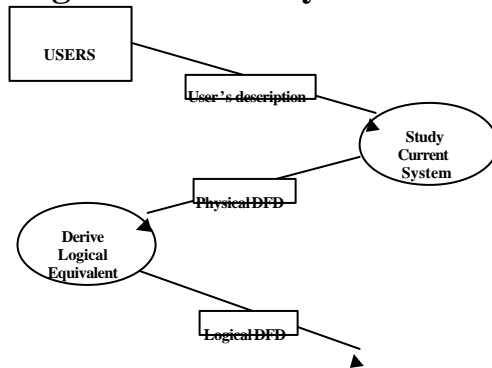 USERS
User's description
Study
Current
System
Physical DFD
Derive
Logical
Equivalent
Logical DFD